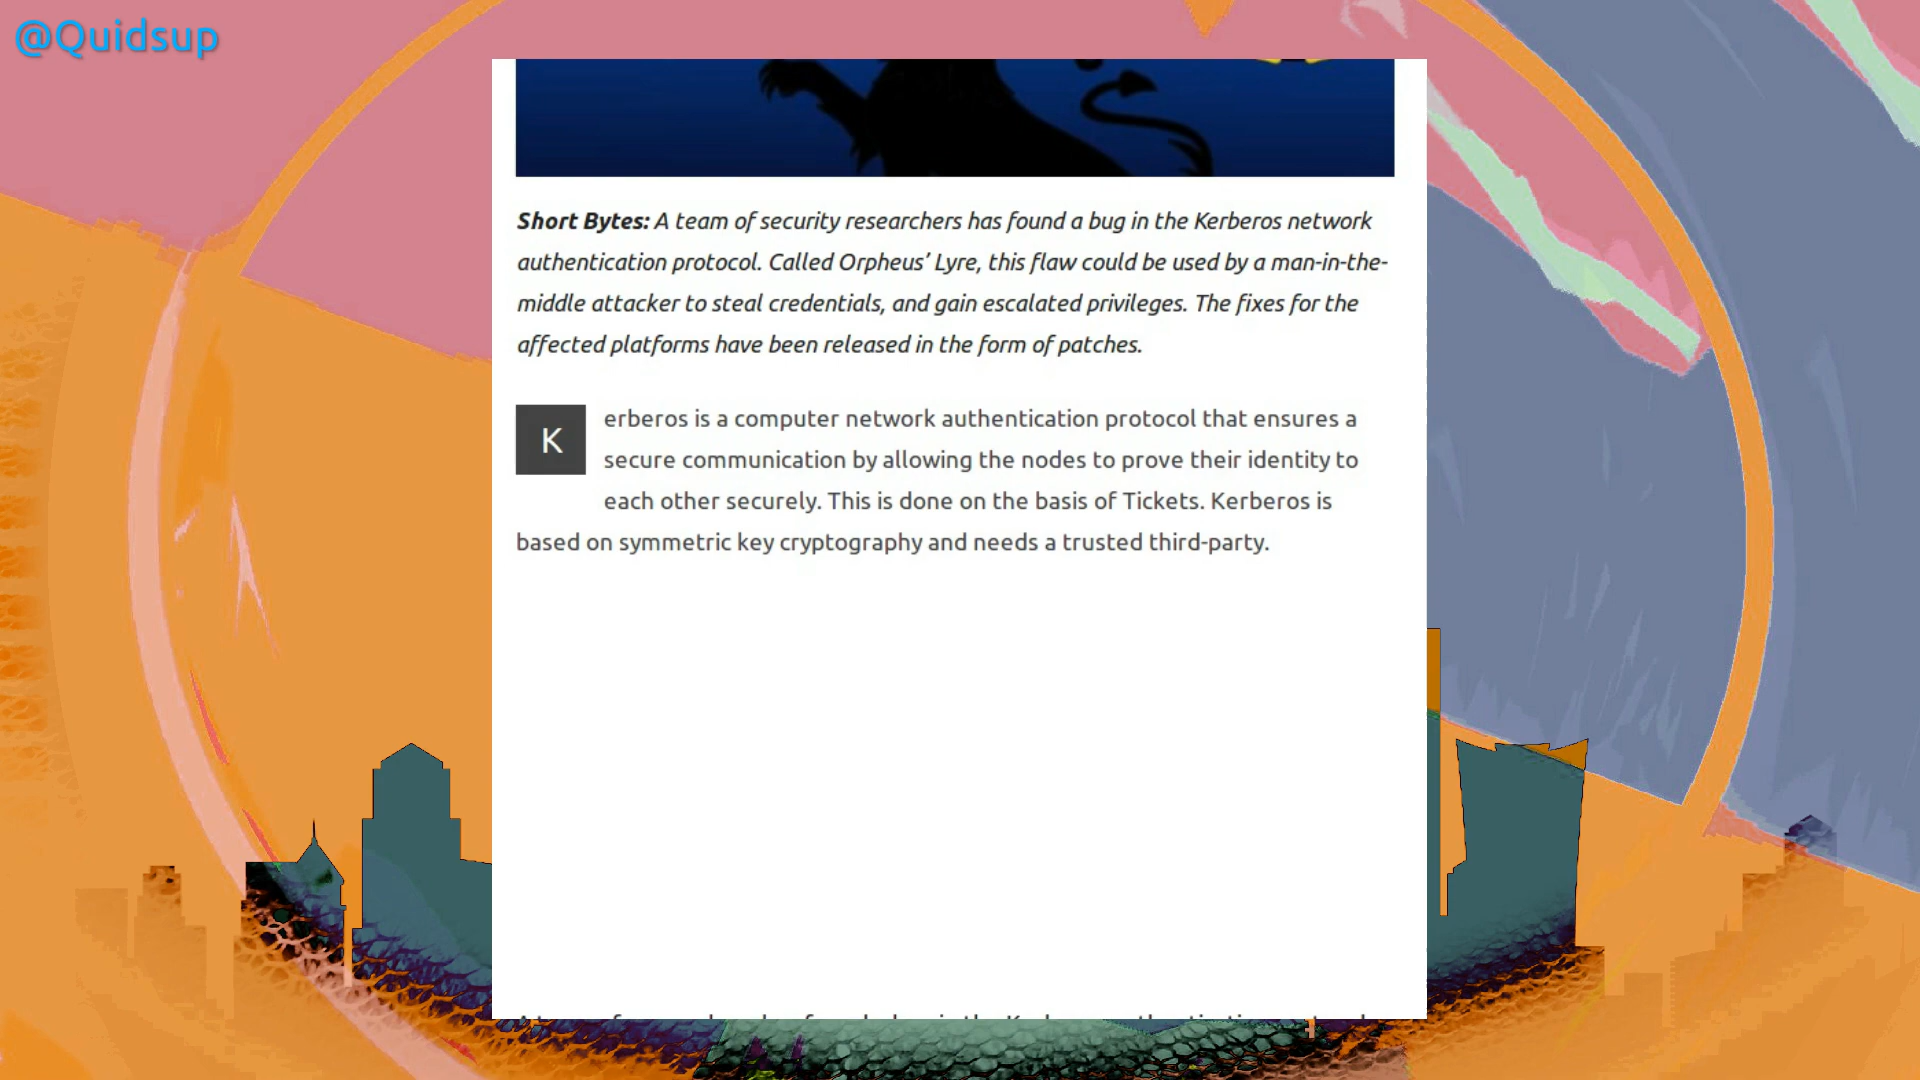 @Quidsup
Short Bytes: A team of security researchers has found a bug in the Kerberos network
authentication protocol. Called Orpheus’ Lyre, this flaw could be used by a man-in-the-
middle attacker to steal credentials, and gain escalated privileges. The fixes for the
affected platforms have been released in the form of patches.
K erberos is a computer network authentication protocol that ensures a
secure communication by allowing the nodes to prove their identity to
each other securely. This is done on the basis of Tickets. Kerberos is
based on symmetric key cryptography and needs a trusted third-party.